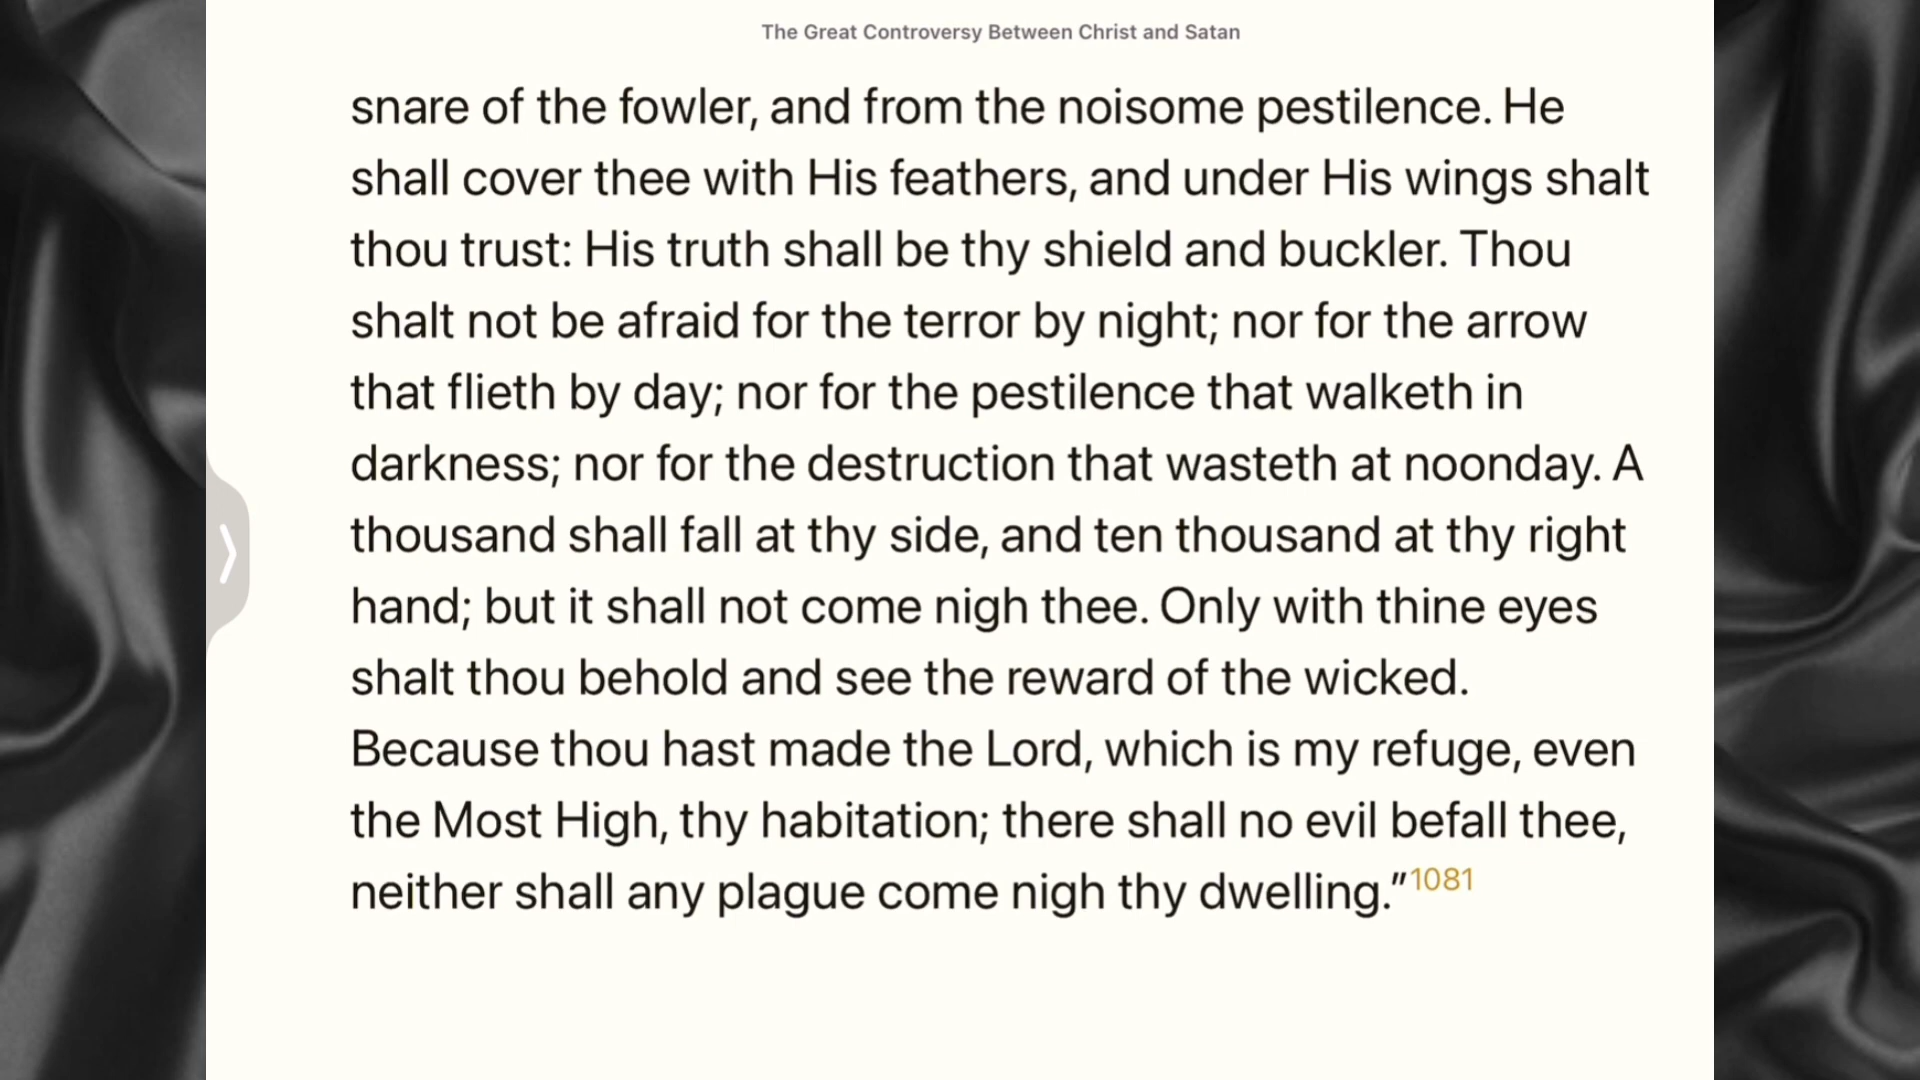 The Great Controversy Between Christ and Satan
snare of the fowler, and from the noisome pestilence. He
shall cover thee with His feathers, and under His wings shalt
thou trust: His truth shall be thy shield and buckler. Thou
shalt not be afraid for the terror by night; nor for the arrow
that flieth by day; nor for the pestilence that walketh in
darkness; nor for the destruction that wasteth at noonday. A
thousand shall fall at thy side, and ten thousand at thy right
hand; but it shall not come nigh thee. Only with thine eyes
shalt thou behold and see the reward of the wicked.
Because thou hast made the Lord, which is my refuge, even
the Most High, thy habitation; there shall no evil befall thee,
neither shall any plague come nigh thy dwelling.”1081